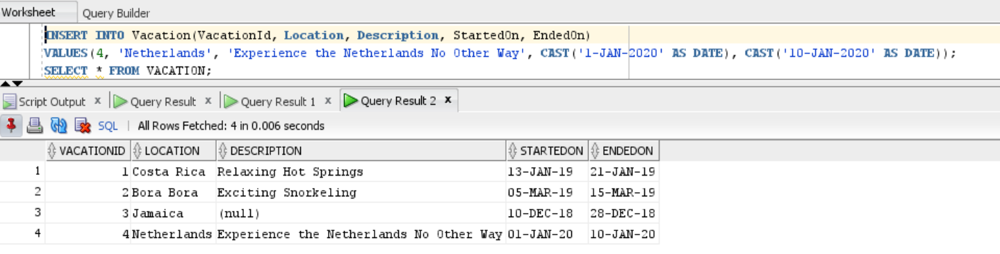 Worksheet Query Builder
INSERT INTO Vacation(VacationId, Location, Description, StartedOn, EndedOn)
VALUES(4, 'Netherlands', 'Experience the Netherlands No Other Way', CAST('1-JAN-2020' AS DATE), CAST('10-JAN-2020' AS DATE));
SELECT * FROM VACATION;
Script Output x Query Result x Query Result 1 x Query Result 2 x
SQL | All Rows Fetched: 4 in 0.006 seconds
VACATIONID LOCATION DESCRIPTION STARTEDON ENDEDON
1 1 Costa Rica Relaxing Hot Springs 13-JAN-19 21-JAN-19
2 2 Bora Bora Exciting Snorkeling 05-MAR-19 15-MAR-19
3 3 Jamaica (null) 10-DEC-18 28-DEC-18
4 4 Netherlands Experience the Netherlands No Other Way 01-JAN-20 10-JAN-20